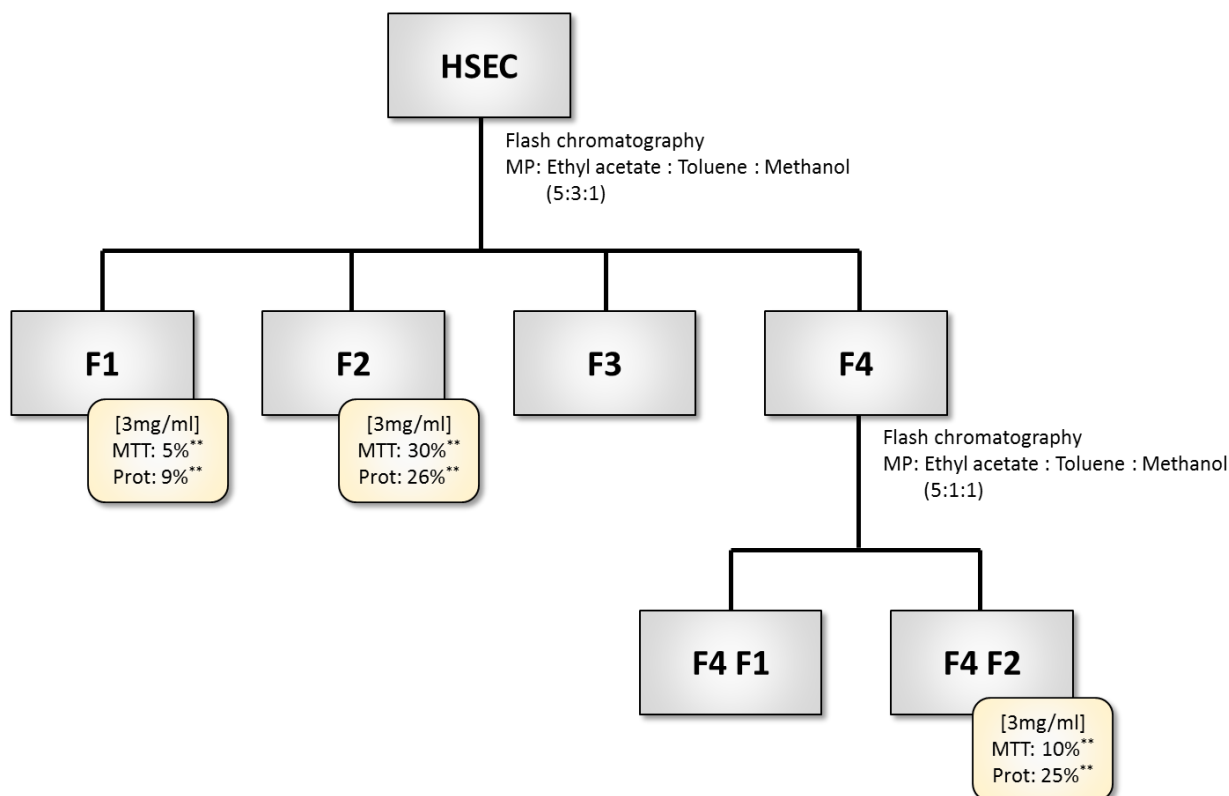 HSEC
Flash chromatography
MP: Ethyl acetate : Toluene : Methanol
(5:3:1)
F1
F2
F3
F4
[3mg/ml]
MTT: 5%**
Prot: 9%**
[3mg/ml]
MTT: 30%**
Prot: 26%**
Flash chromatography
MP: Ethyl acetate : Toluene : Methanol
(5:1:1)
F4 F1
F4 F2
[3mg/ml]
MTT: 10%**
Prot: 25%**